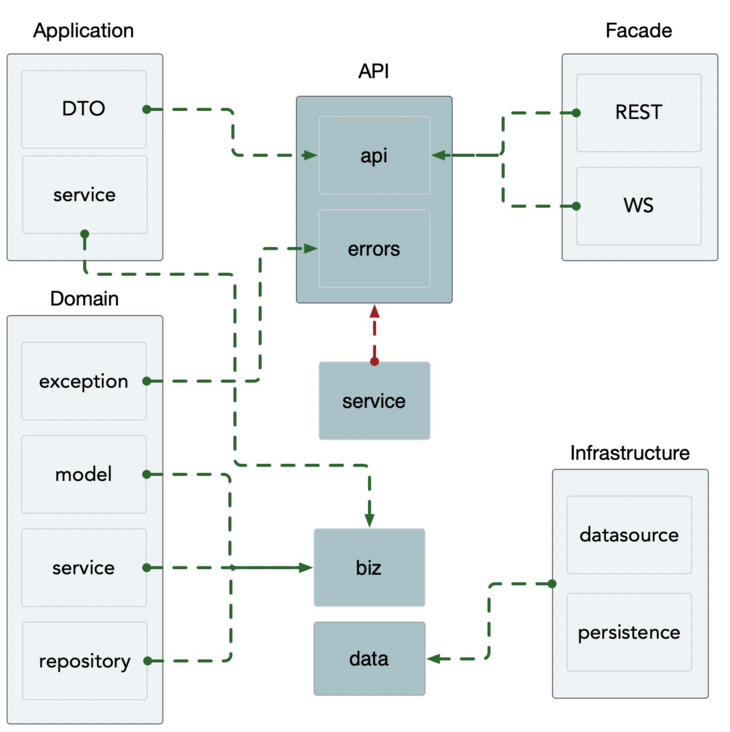 Application
DTO
service
Domain
exception
model
service
repository
API
api
errors
service
biz
data
Facade
REST
WS
Infrastructure
datasource
persistence